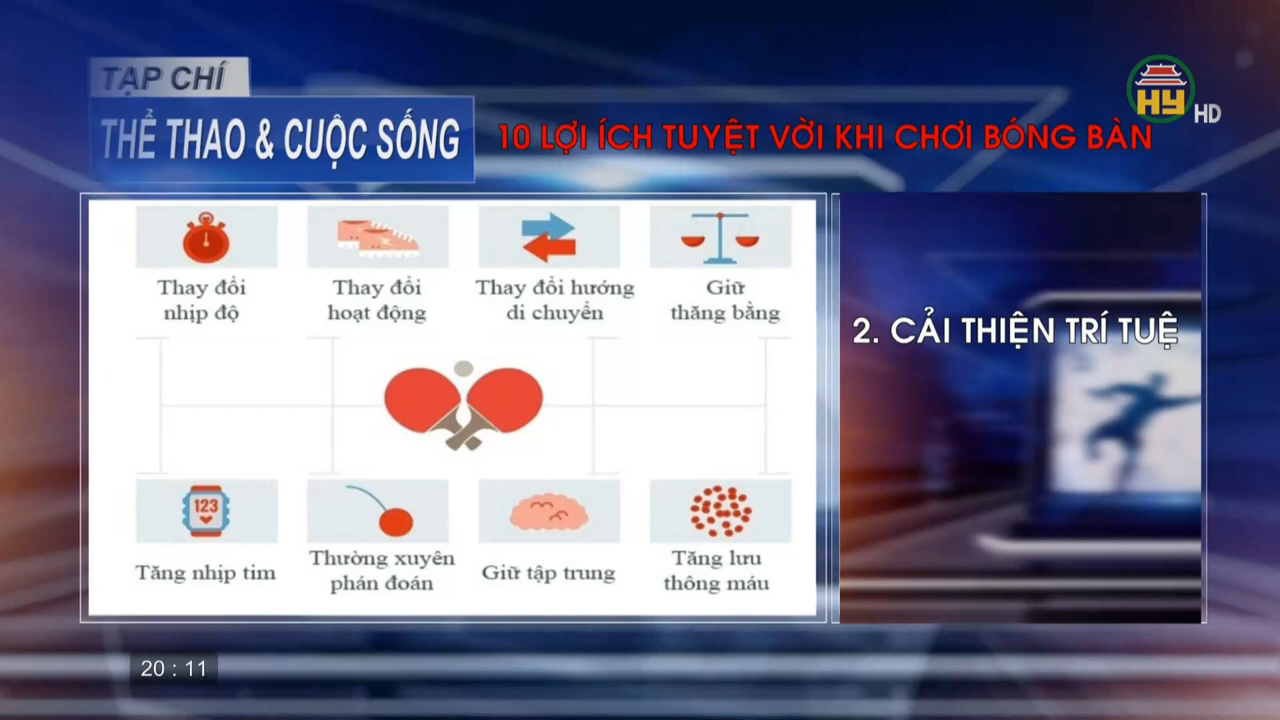 TẠP CHÍ
THỂ THAO & CUỘC SỐNG
10 LỢI ÍCH TUYỆT VỜI KHI CHƠI BÓNG BÀN
HY HD
Thay đổi
nhịp độ
Thay đổi
hoạt động
Thay đổi hướng
di chuyển
Giữ
thăng bằng
123
Tăng nhịp tim
Thường xuyên
phán đoán
Giữ tập trung
Tăng lưu
thông máu
2. CẢI THIỆN TRÍ TUỆ
20 : 11